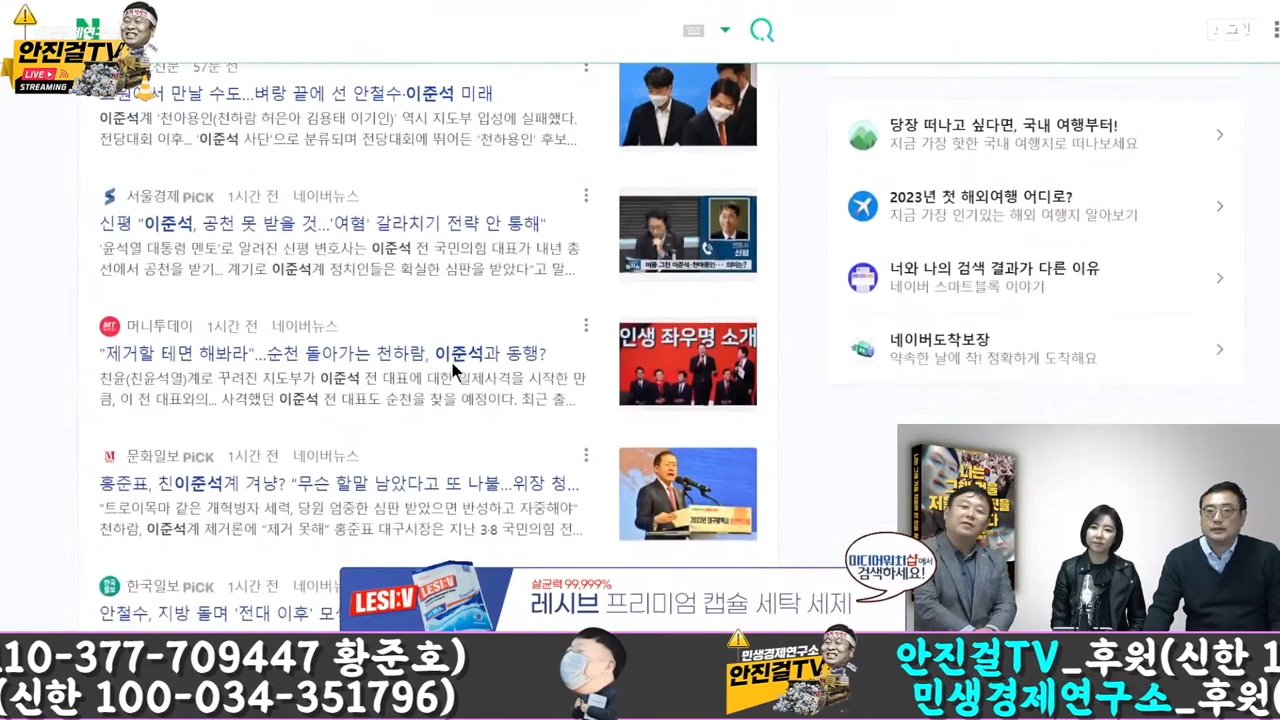 안진걸TV
LIVE
STREAMING
57분 전
만날 수도...벼랑 끝에 선 안철수·이준석 미래
이준석계 '천아용인(천하람 허은아 김용태 이기인)' 역시 지도부 입성에 실패했다.
전당대회 이후... '이준석 사단'으로 분류되며 전당대회에 뛰어든 '천하용인' 후보...
서울경제 PiCK 1시간 전 네이버뉴스
신평 "이준석, 공천 못 받을 것...'여혐' 갈라치기 전략 안 통해"
'윤석열 대통령 멘토'로 알려진 신평 변호사는 이준석 전 국민의힘 대표가 내년 총
선에서 공천을 받기... 계기로 이준석계 정치인들은 확실한 심판을 받았다"고 말...
변호사
신평
MT
머니투데이 1시간 전 네이버뉴스
"제거할 테면 해봐라"...순천 돌아가는 천하람, 이준석과 동행?
친윤(친윤석열)계로 꾸려진 지도부가 이준석 전 대표에 대한 일제사격을 시작한 만
큼, 이 전 대표와의... 사격했던 이준석 전 대표도 순천을 찾을 예정이다. 최근 출...
인생 좌우명 소개
문화일보 PiCK 1시간 전 네이버뉴스
홍준표, 친이준석계 겨냥? "무슨 할말 남았다고 또 나불...위장 청...
"트로이목마 같은 개혁빙자 세력, 당원 엄중한 심판 받았으면 반성하고 자중해야"
천하람, 이준석계 제거론에 "제거 못해" 홍준표 대구시장은 지난 3·8 국민의힘 전...
한국일보
한국일보 1시간 전 네이버
안철수, 지방 돌며 '전대 이후' 모
당장 떠나고 싶다면, 국내 여행부터!
지금 가장 핫한 국내 여행지로 떠나보세요
2023년 첫 해외여행 어디로?
지금 가장 인기있는 해외 여행지 알아보기
너와 나의 검색 결과가 다른 이유
네이버 스마트블록 이야기
네이버도착보장
약속한 날에 착! 정확하게 도착해요
미디어워치샵에서
검색하세요!
LESI:V
LESI:V
살균력 99,999%
레시브 프리미엄 캡슐 세탁 세제
110-377-709447 황준호)
(신한 100-034-351796)
민생경제연구소
안진걸TV
안진걸TV_후원(신한 1
민생경제연구소_후원(